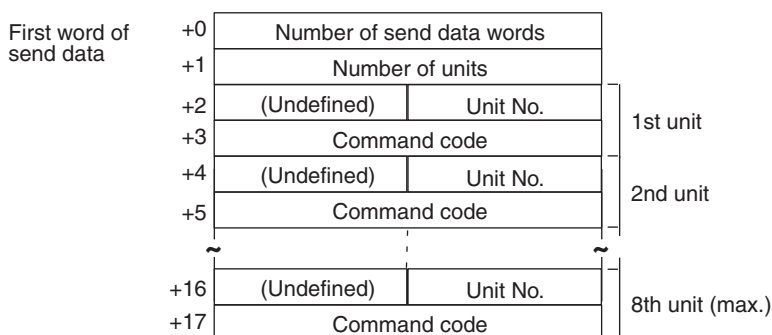 First word of
send data
+0 Number of send data words
+1 Number of units
+2 (Undefined) Unit No.
1st unit
+3 Command code
+4 (Undefined) Unit No.
2nd unit
+5 Command code
~ ~
+16 (Undefined) Unit No.
8th unit (max.)
+17 Command code